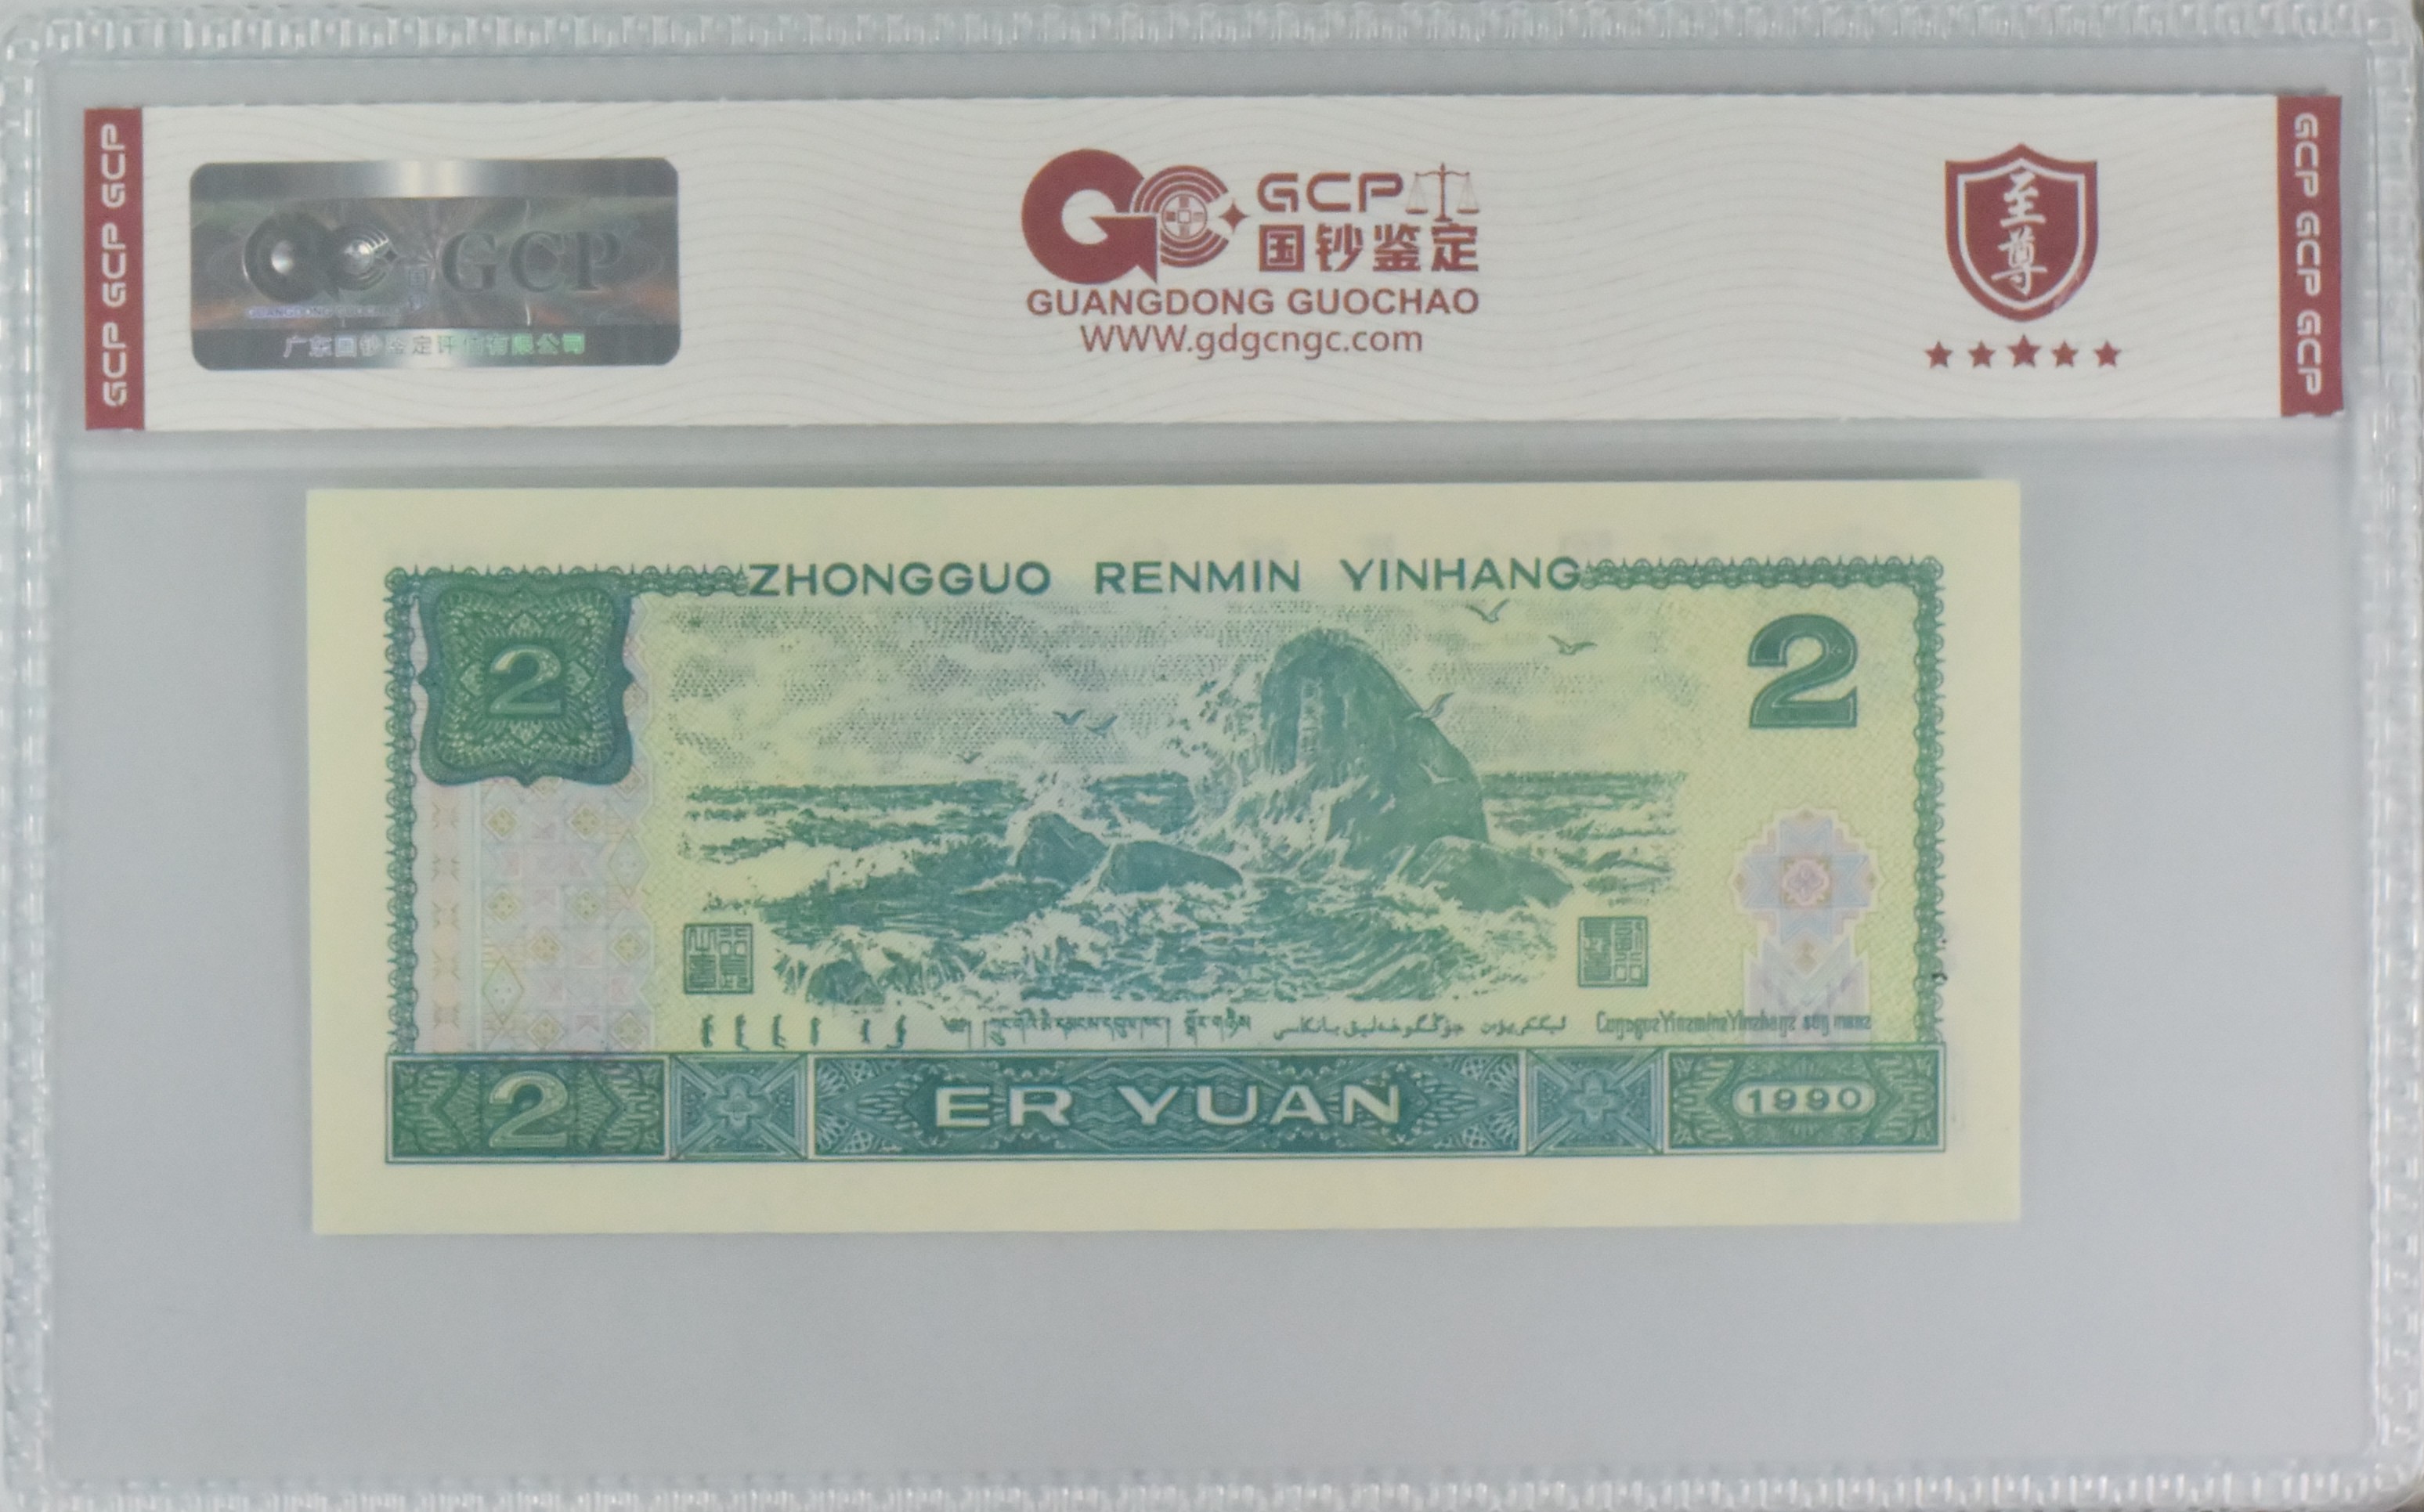 GCP GCP GCP
GCP
广东国钞鉴定评估有限公司
GCP
国钞鉴定
GUANGDONG GUOCHAO
WWW.gdgcngc.com
至尊
GCP GCP GCP
ZHONGGUO RENMIN YINHANG
2
2
2
ER YUAN
1990